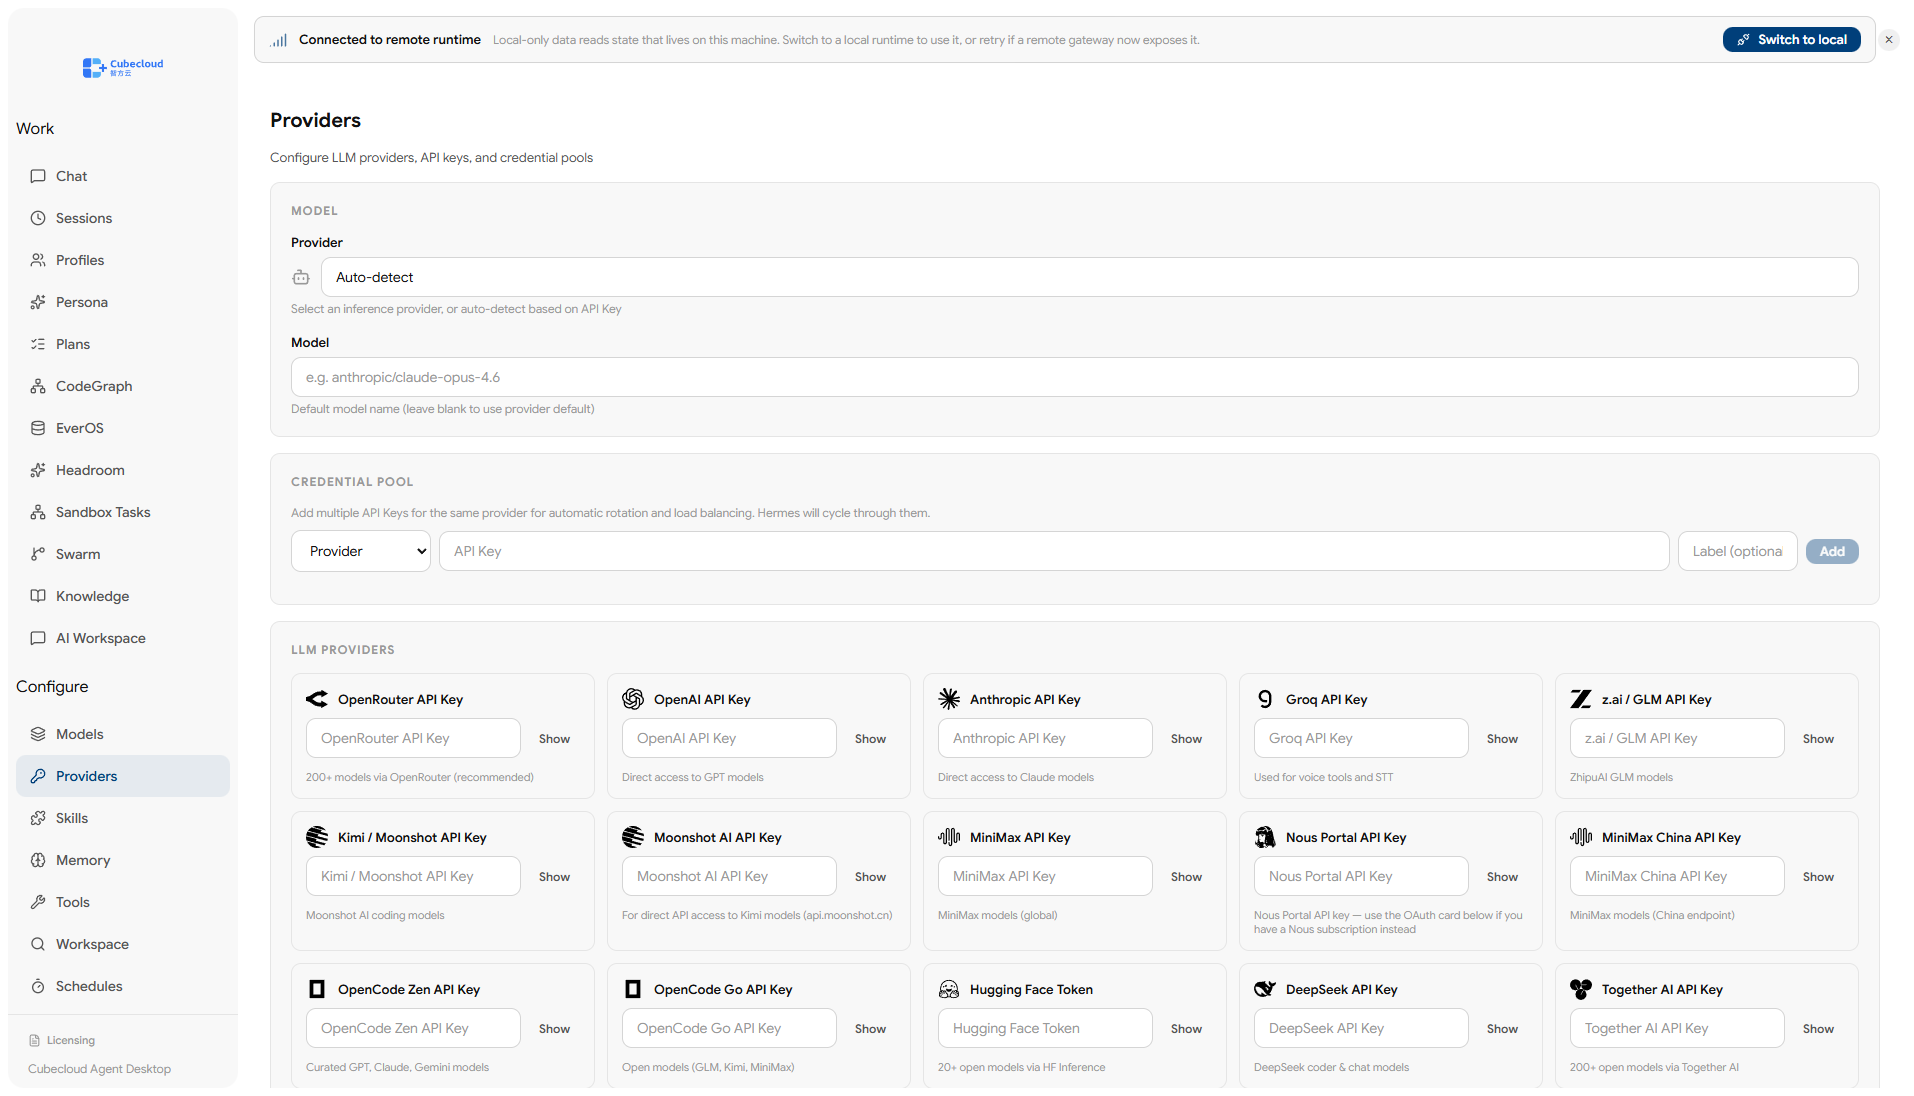 Cubecloud
智方云
Work
Chat
Sessions
Profiles
Persona
Plans
CodeGraph
EverOS
Headroom
Sandbox Tasks
Swarm
Knowledge
AI Workspace
Configure
Models
Providers
Skills
Memory
Tools
Workspace
Schedules
Licensing
Cubecloud Agent Desktop
Connected to remote runtime Local-only data reads state that lives on this machine. Switch to a local runtime to use it, or retry if a remote gateway now exposes it. Switch to local
Providers
Configure LLM providers, API keys, and credential pools
MODEL
Provider
Auto-detect
Select an inference provider, or auto-detect based on API Key
Model
e.g. anthropic/claude-opus-4.6
Default model name (leave blank to use provider default)
CREDENTIAL POOL
Add multiple API Keys for the same provider for automatic rotation and load balancing. Hermes will cycle through them.
Provider API Key Label (optional Add
LLM PROVIDERS
OpenRouter API Key
OpenRouter API Key Show
200+ models via OpenRouter (recommended)
OpenAI API Key
OpenAI API Key Show
Direct access to GPT models
Anthropic API Key
Anthropic API Key Show
Direct access to Claude models
Groq API Key
Groq API Key Show
Used for voice tools and STT
z.ai / GLM API Key
z.ai / GLM API Key Show
ZhipuAI GLM models
Kimi / Moonshot API Key
Kimi / Moonshot API Key Show
Moonshot AI coding models
Moonshot AI API Key
Moonshot AI API Key Show
For direct API access to Kimi models (api.moonshot.cn)
MiniMax API Key
MiniMax API Key Show
MiniMax models (global)
Nous Portal API Key
Nous Portal API Key Show
Nous Portal API key — use the OAuth card below if you
have a Nous subscription instead
MiniMax China API Key
MiniMax China API Key Show
MiniMax models (China endpoint)
OpenCode Zen API Key
OpenCode Zen API Key Show
Curated GPT, Claude, Gemini models
OpenCode Go API Key
OpenCode Go API Key Show
Open models (GLM, Kimi, MiniMax)
Hugging Face Token
Hugging Face Token Show
20+ open models via HF Inference
DeepSeek API Key
DeepSeek API Key Show
DeepSeek coder & chat models
Together AI API Key
Together AI API Key Show
200+ open models via Together AI